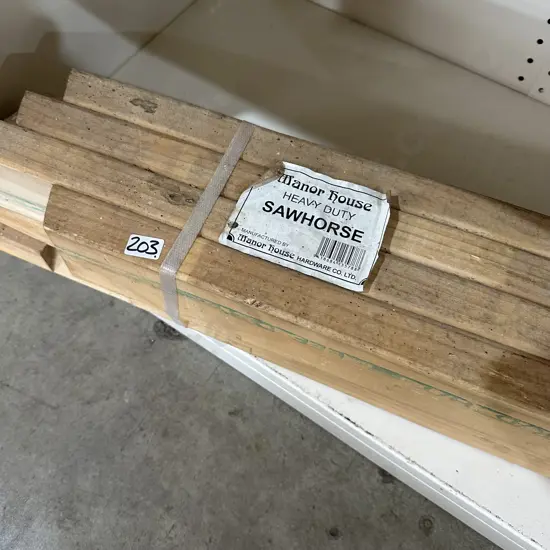 Manor House
HEAVY DUTY
SAWHORSE
MANUFACTURED BY
Manor House HARDWARE CO. LTD.
203.